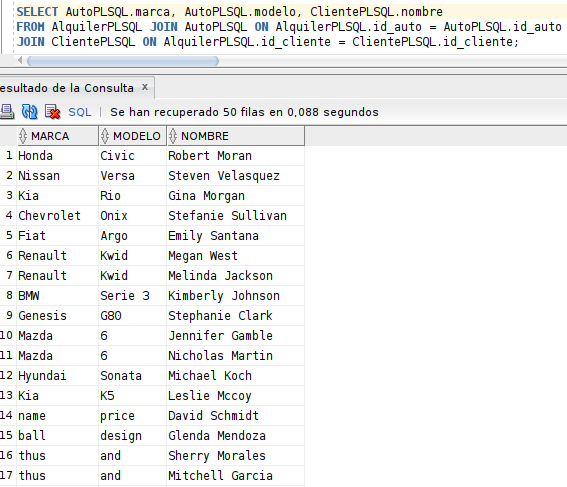 SELECT AutoPLSQL.marca, AutoPLSQL.modelo, ClientePLSQL.nombre
FROM AlquilerPLSQL JOIN AutoPLSQL ON AlquilerPLSQL.id_auto = AutoPLSQL.id_auto
JOIN ClientePLSQL ON AlquilerPLSQL.id_cliente = ClientePLSQL.id_cliente;
esultado de la Consulta x
SQL | Se han recuperado 50 filas en 0,088 segundos
MARCA MODELO NOMBRE
1 Honda Civic Robert Moran
2 Nissan Versa Steven Velasquez
3 Kia Rio Gina Morgan
4 Chevrolet Onix Stefanie Sullivan
5 Fiat Argo Emily Santana
6 Renault Kwid Megan West
7 Renault Kwid Melinda Jackson
8 BMW Serie 3 Kimberly Johnson
9 Genesis G80 Stephanie Clark
10 Mazda 6 Jennifer Gamble
11 Mazda 6 Nicholas Martin
12 Hyundai Sonata Michael Koch
13 Kia K5 Leslie Mccoy
14 name price David Schmidt
15 ball design Glenda Mendoza
16 thus and Sherry Morales
17 thus and Mitchell Garcia